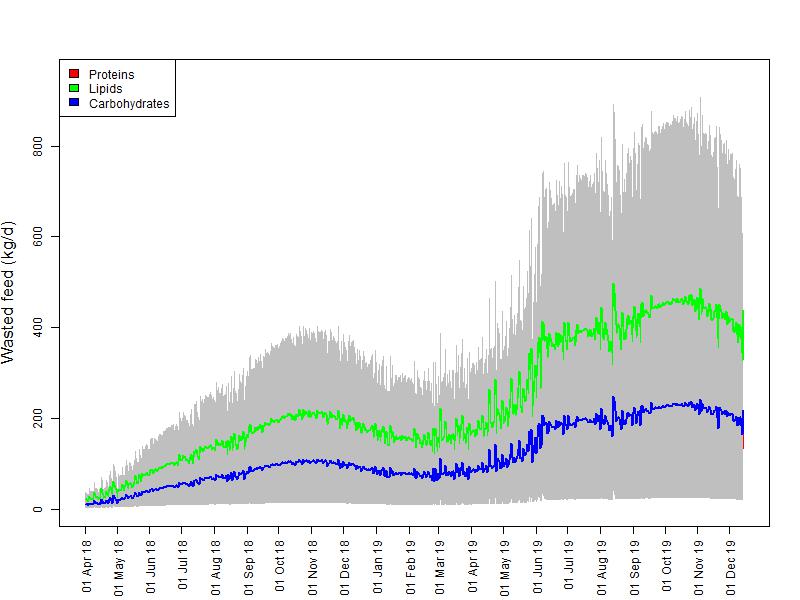 Proteins
Lipids
Carbohydrates
Wasted feed (kg/d)
800
600
400
200
0
01 Apr 18
01 May 18
01 Jun 18
01 Jul 18
01 Aug 18
01 Sep 18
01 Oct 18
01 Nov 18
01 Dec 18
01 Jan 19
01 Feb 19
01 Mar 19
01 Apr 19
01 May 19
01 Jun 19
01 Jul 19
01 Aug 19
01 Sep 19
01 Oct 19
01 Nov 19
01 Dec 19